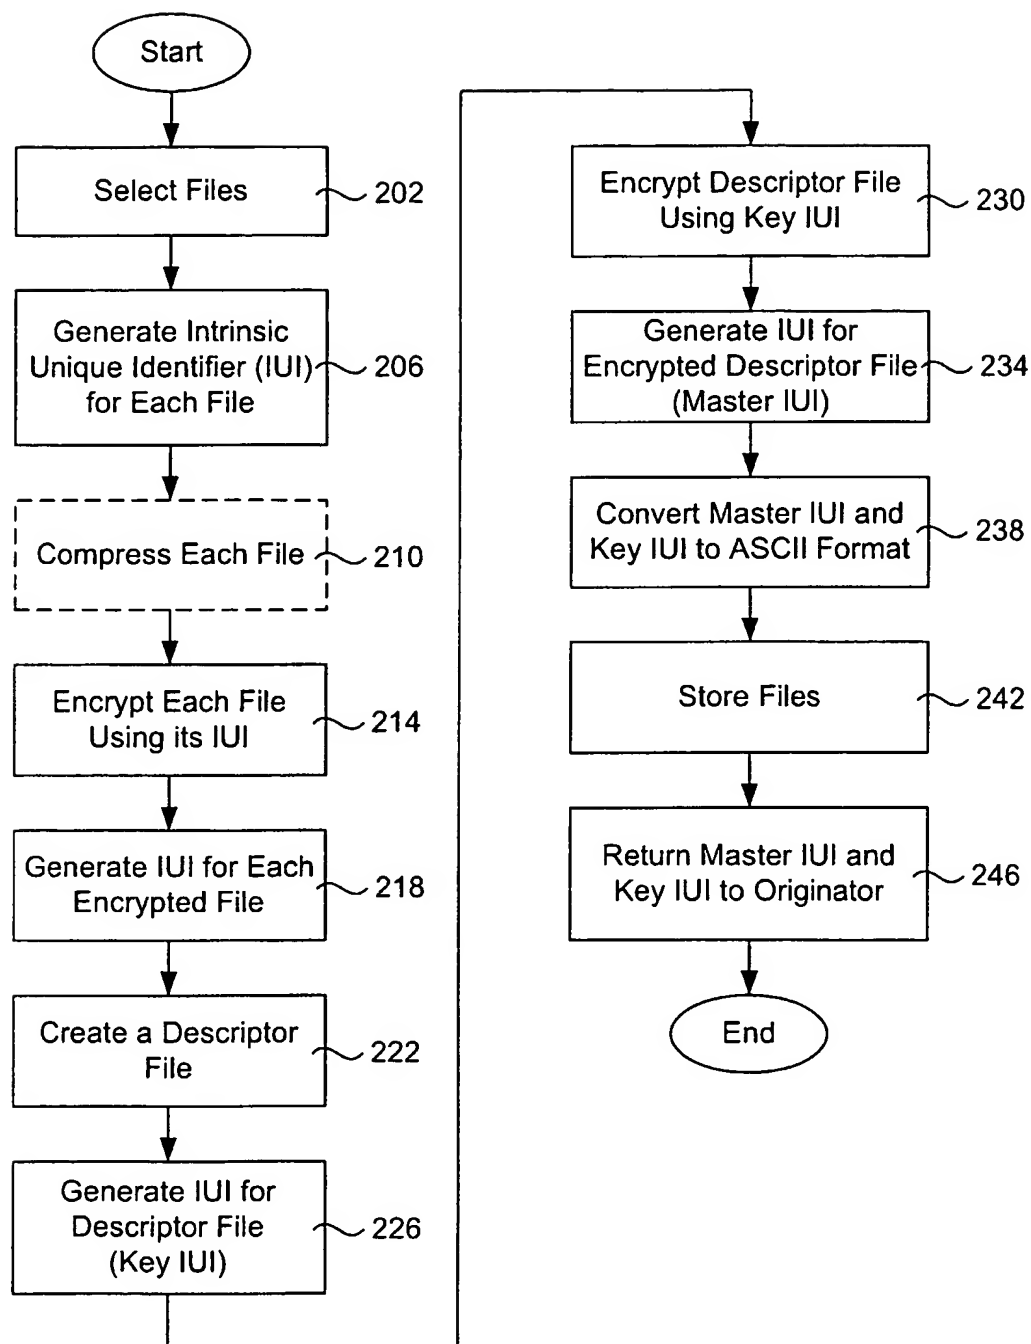 Start
Select Files
202
Generate Intrinsic
Unique Identifier (IUI)
for Each File
206
Compress Each File
210
Encrypt Each File
Using its IUI
214
Generate IUI for Each
Encrypted File
218
Create a Descriptor
File
222
Generate IUI for
Descriptor File
(Key IUI)
226
Encrypt Descriptor File
Using Key IUI
230
Generate IUI for
Encrypted Descriptor File
(Master IUI)
234
Convert Master IUI and
Key IUI to ASCII Format
238
Store Files
242
Return Master IUI and
Key IUI to Originator
246
End